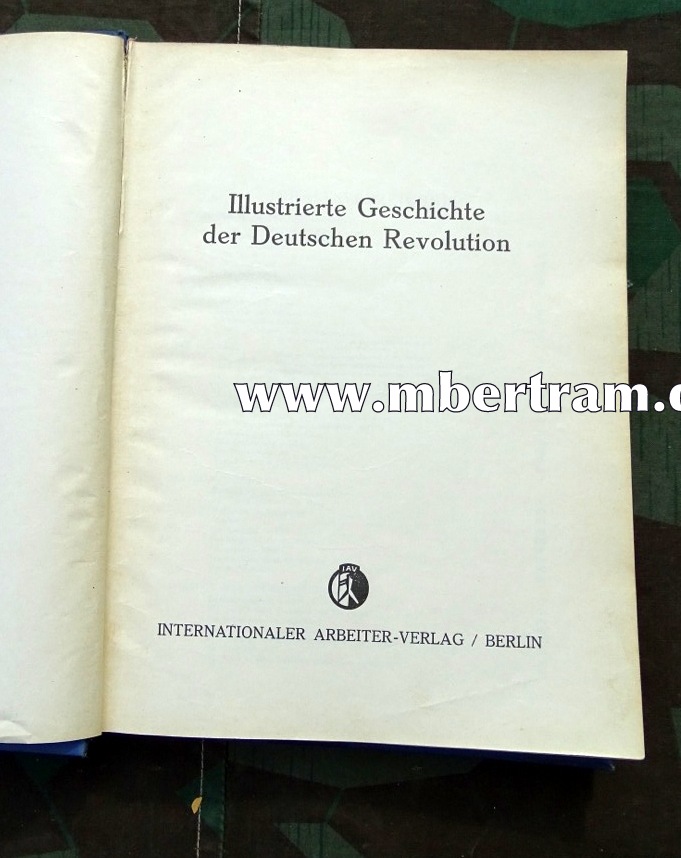 Illustrierte Geschichte
der Deutschen Revolution
www.mbertram.
IAV
INTERNATIONALER ARBEITER-VERLAG / BERLIN